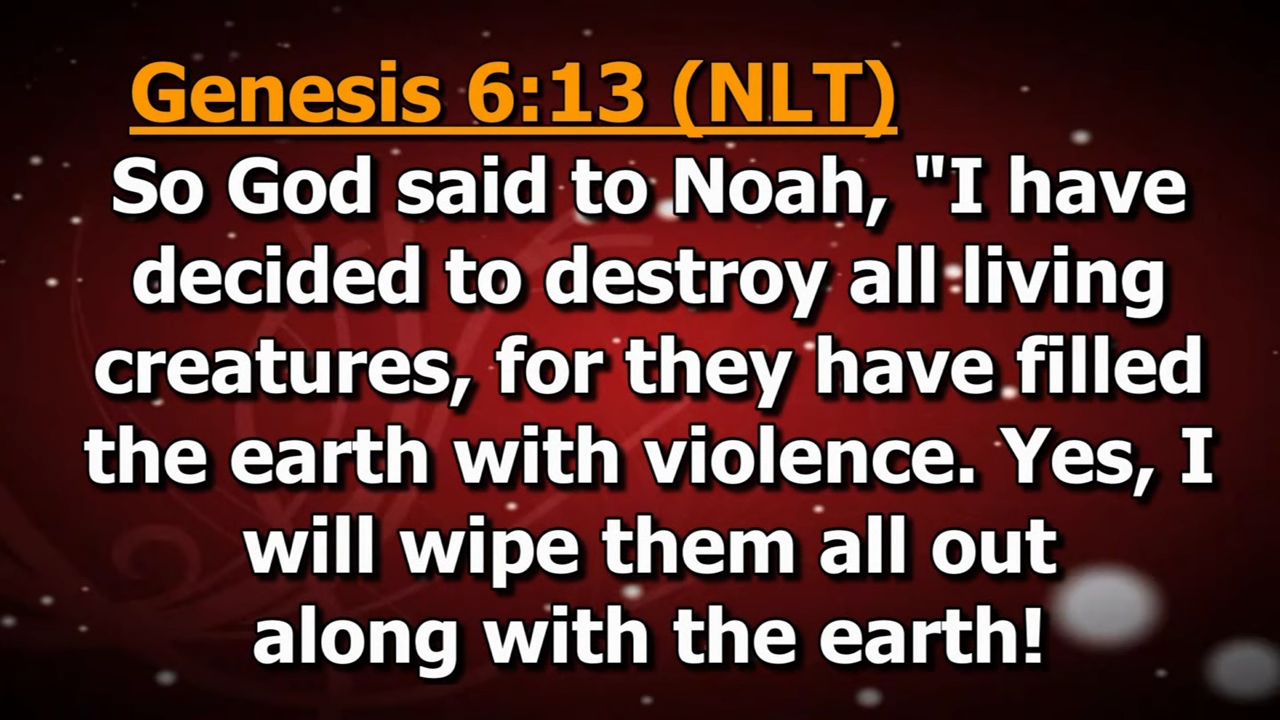 Genesis 6:13 (NLT)
So God said to Noah, "I have
decided to destroy all living
creatures, for they have filled
the earth with violence. Yes, I
will wipe them all out
along with the earth!